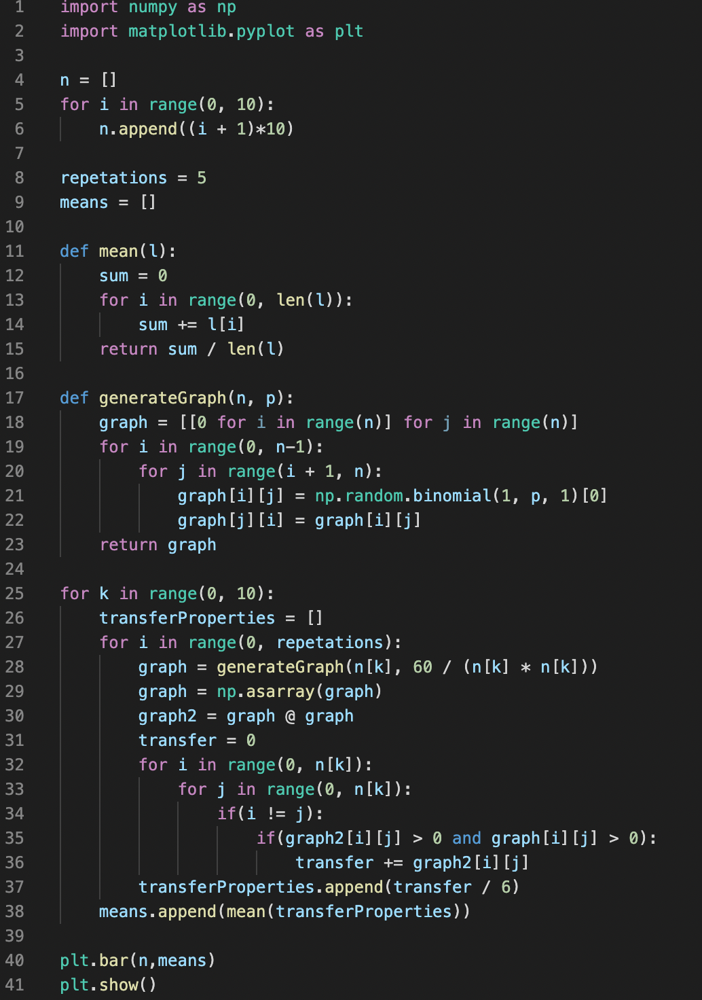 1 import numpy as np
2 import matplotlib.pyplot as plt
3
4 n = []
5 for i in range(0, 10):
6     n.append((i + 1)*10)
7
8 repetations = 5
9 means = []
10
11 def mean(l):
12     sum = 0
13     for i in range(0, len(l)):
14         sum += l[i]
15     return sum / len(l)
16
17 def generateGraph(n, p):
18     graph = [[0 for i in range(n)] for j in range(n)]
19     for i in range(0, n-1):
20         for j in range(i + 1, n):
21             graph[i][j] = np.random.binomial(1, p, 1)[0]
22             graph[j][i] = graph[i][j]
23     return graph
24
25 for k in range(0, 10):
26     transferProperties = []
27     for i in range(0, repetations):
28         graph = generateGraph(n[k], 60 / (n[k] * n[k]))
29         graph = np.asarray(graph)
30         graph2 = graph @ graph
31         transfer = 0
32         for i in range(0, n[k]):
33             for j in range(0, n[k]):
34                 if(i != j):
35                     if(graph2[i][j] > 0 and graph[i][j] > 0):
36                         transfer += graph2[i][j]
37         transferProperties.append(transfer / 6)
38     means.append(mean(transferProperties))
39
40 plt.bar(n,means)
41 plt.show()